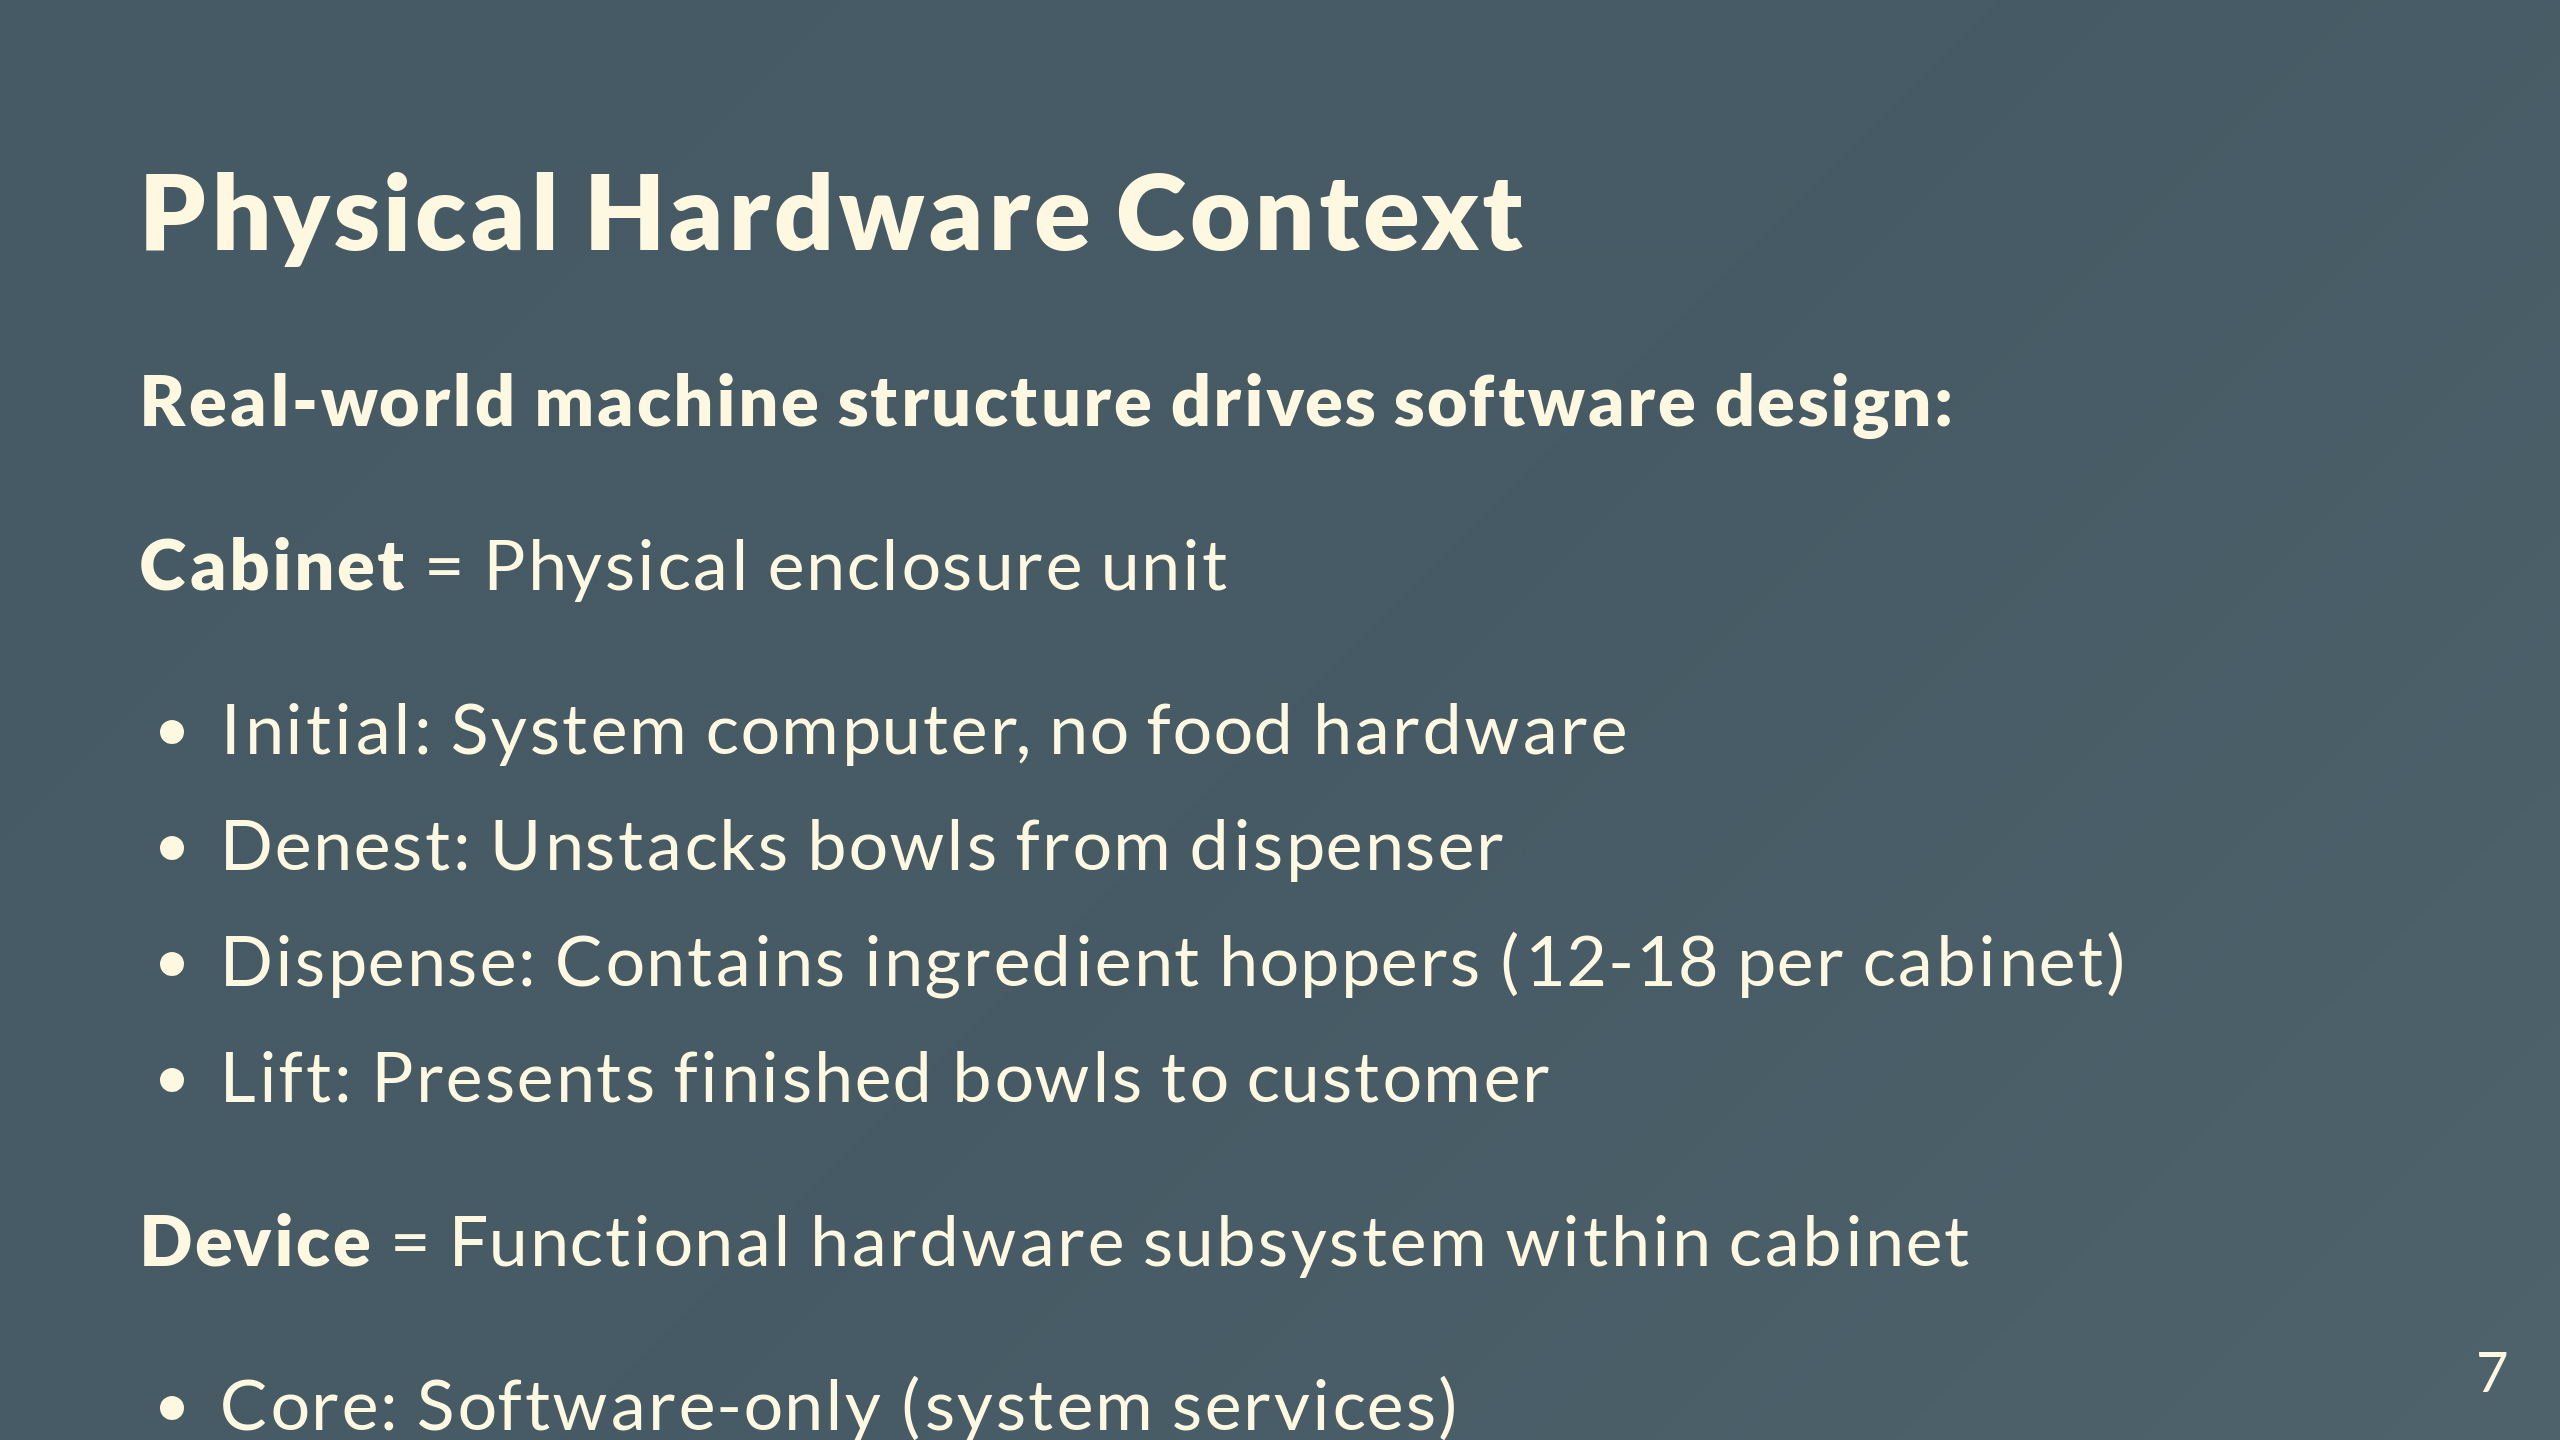 Physical Hardware Context
Real-world machine structure drives software design:
Cabinet = Physical enclosure unit
• Initial: System computer, no food hardware
• Denest: Unstacks bowls from dispenser
• Dispense: Contains ingredient hoppers (12-18 per cabinet)
• Lift: Presents finished bowls to customer
Device = Functional hardware subsystem within cabinet
• Core: Software-only (system services)
7